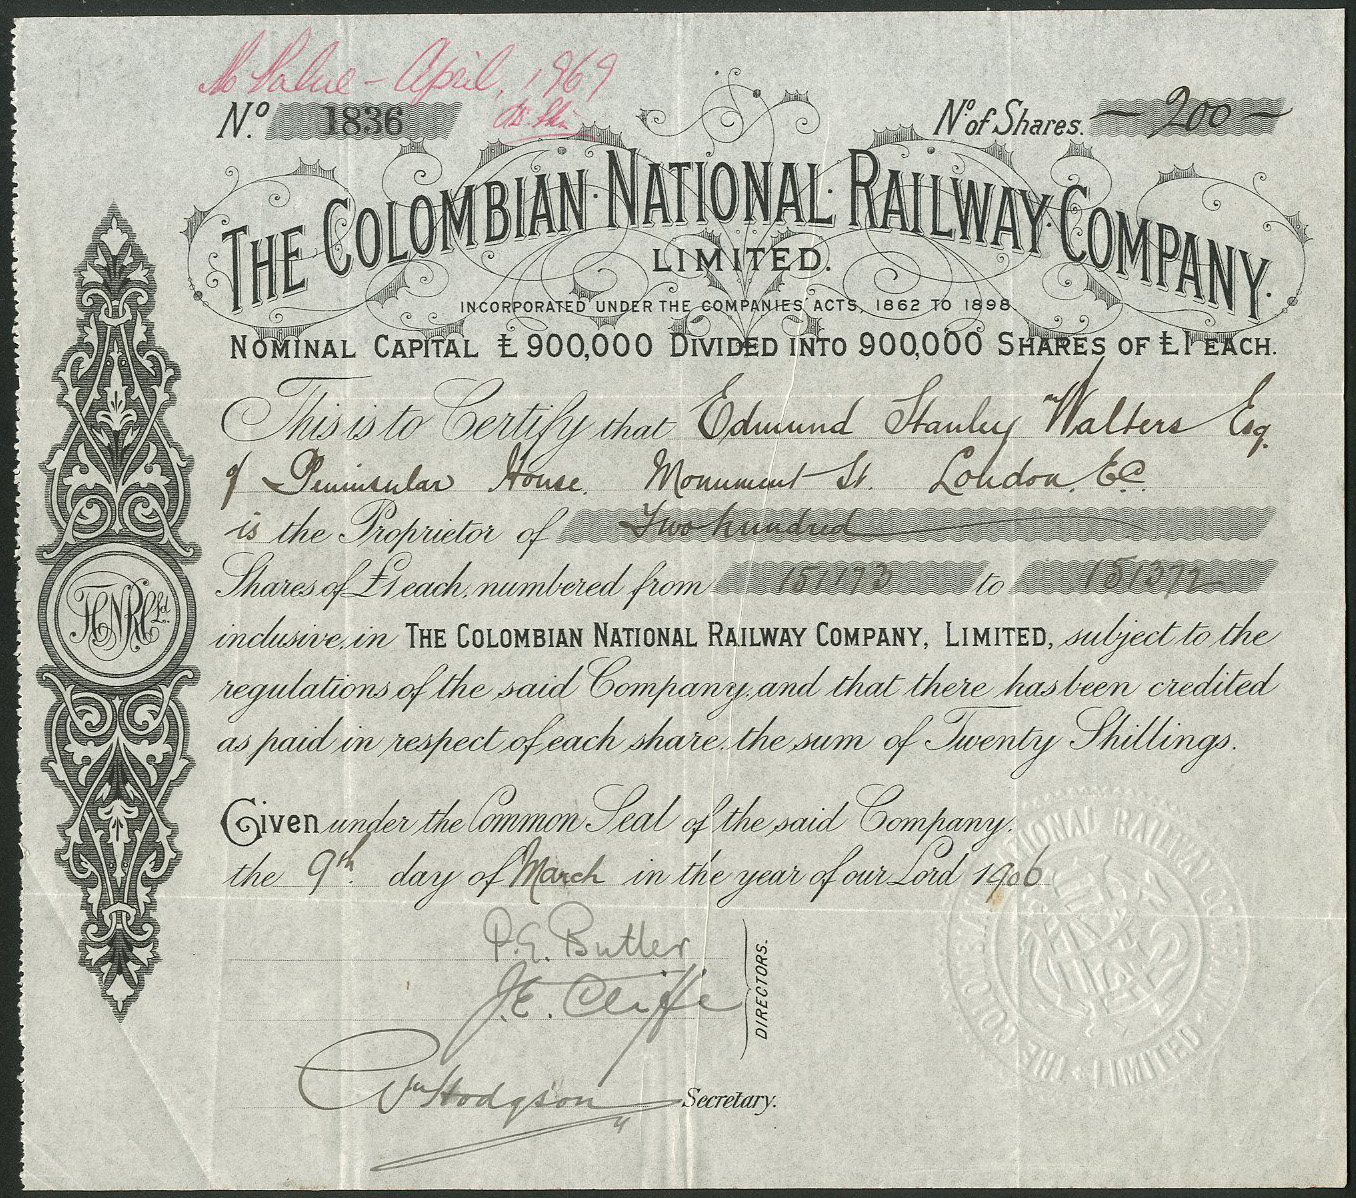 No Value - April, 1969
No. 1836
No. of Shares. - 200 -
THE COLOMBIAN NATIONAL RAILWAY COMPANY.
LIMITED.
INCORPORATED UNDER THE COMPANIES' ACTS, 1862 TO 1898
NOMINAL CAPITAL £900,000 DIVIDED INTO 900,000 SHARES OF £1 EACH.
This is to Certify that Edmund Stanley Walters Esq.
of Peninsular House. Monument St. London. EC.
is the Proprietor of Two hundred
Shares of £1 each, numbered from 151173 to 151372
inclusive, in THE COLOMBIAN NATIONAL RAILWAY COMPANY, LIMITED, subject to the
regulations of the said Company, and that there has been credited
as paid in respect of each share, the sum of Twenty Shillings.
Given under the Common Seal of the said Company.
the 9th. day of March in the year of our Lord 1906
P.E. Butler
J.E. Cliffe
DIRECTORS.
Wm Hodgson Secretary.
TCNRC Ld.
THE COLOMBIAN NATIONAL RAILWAY COMPANY LIMITED